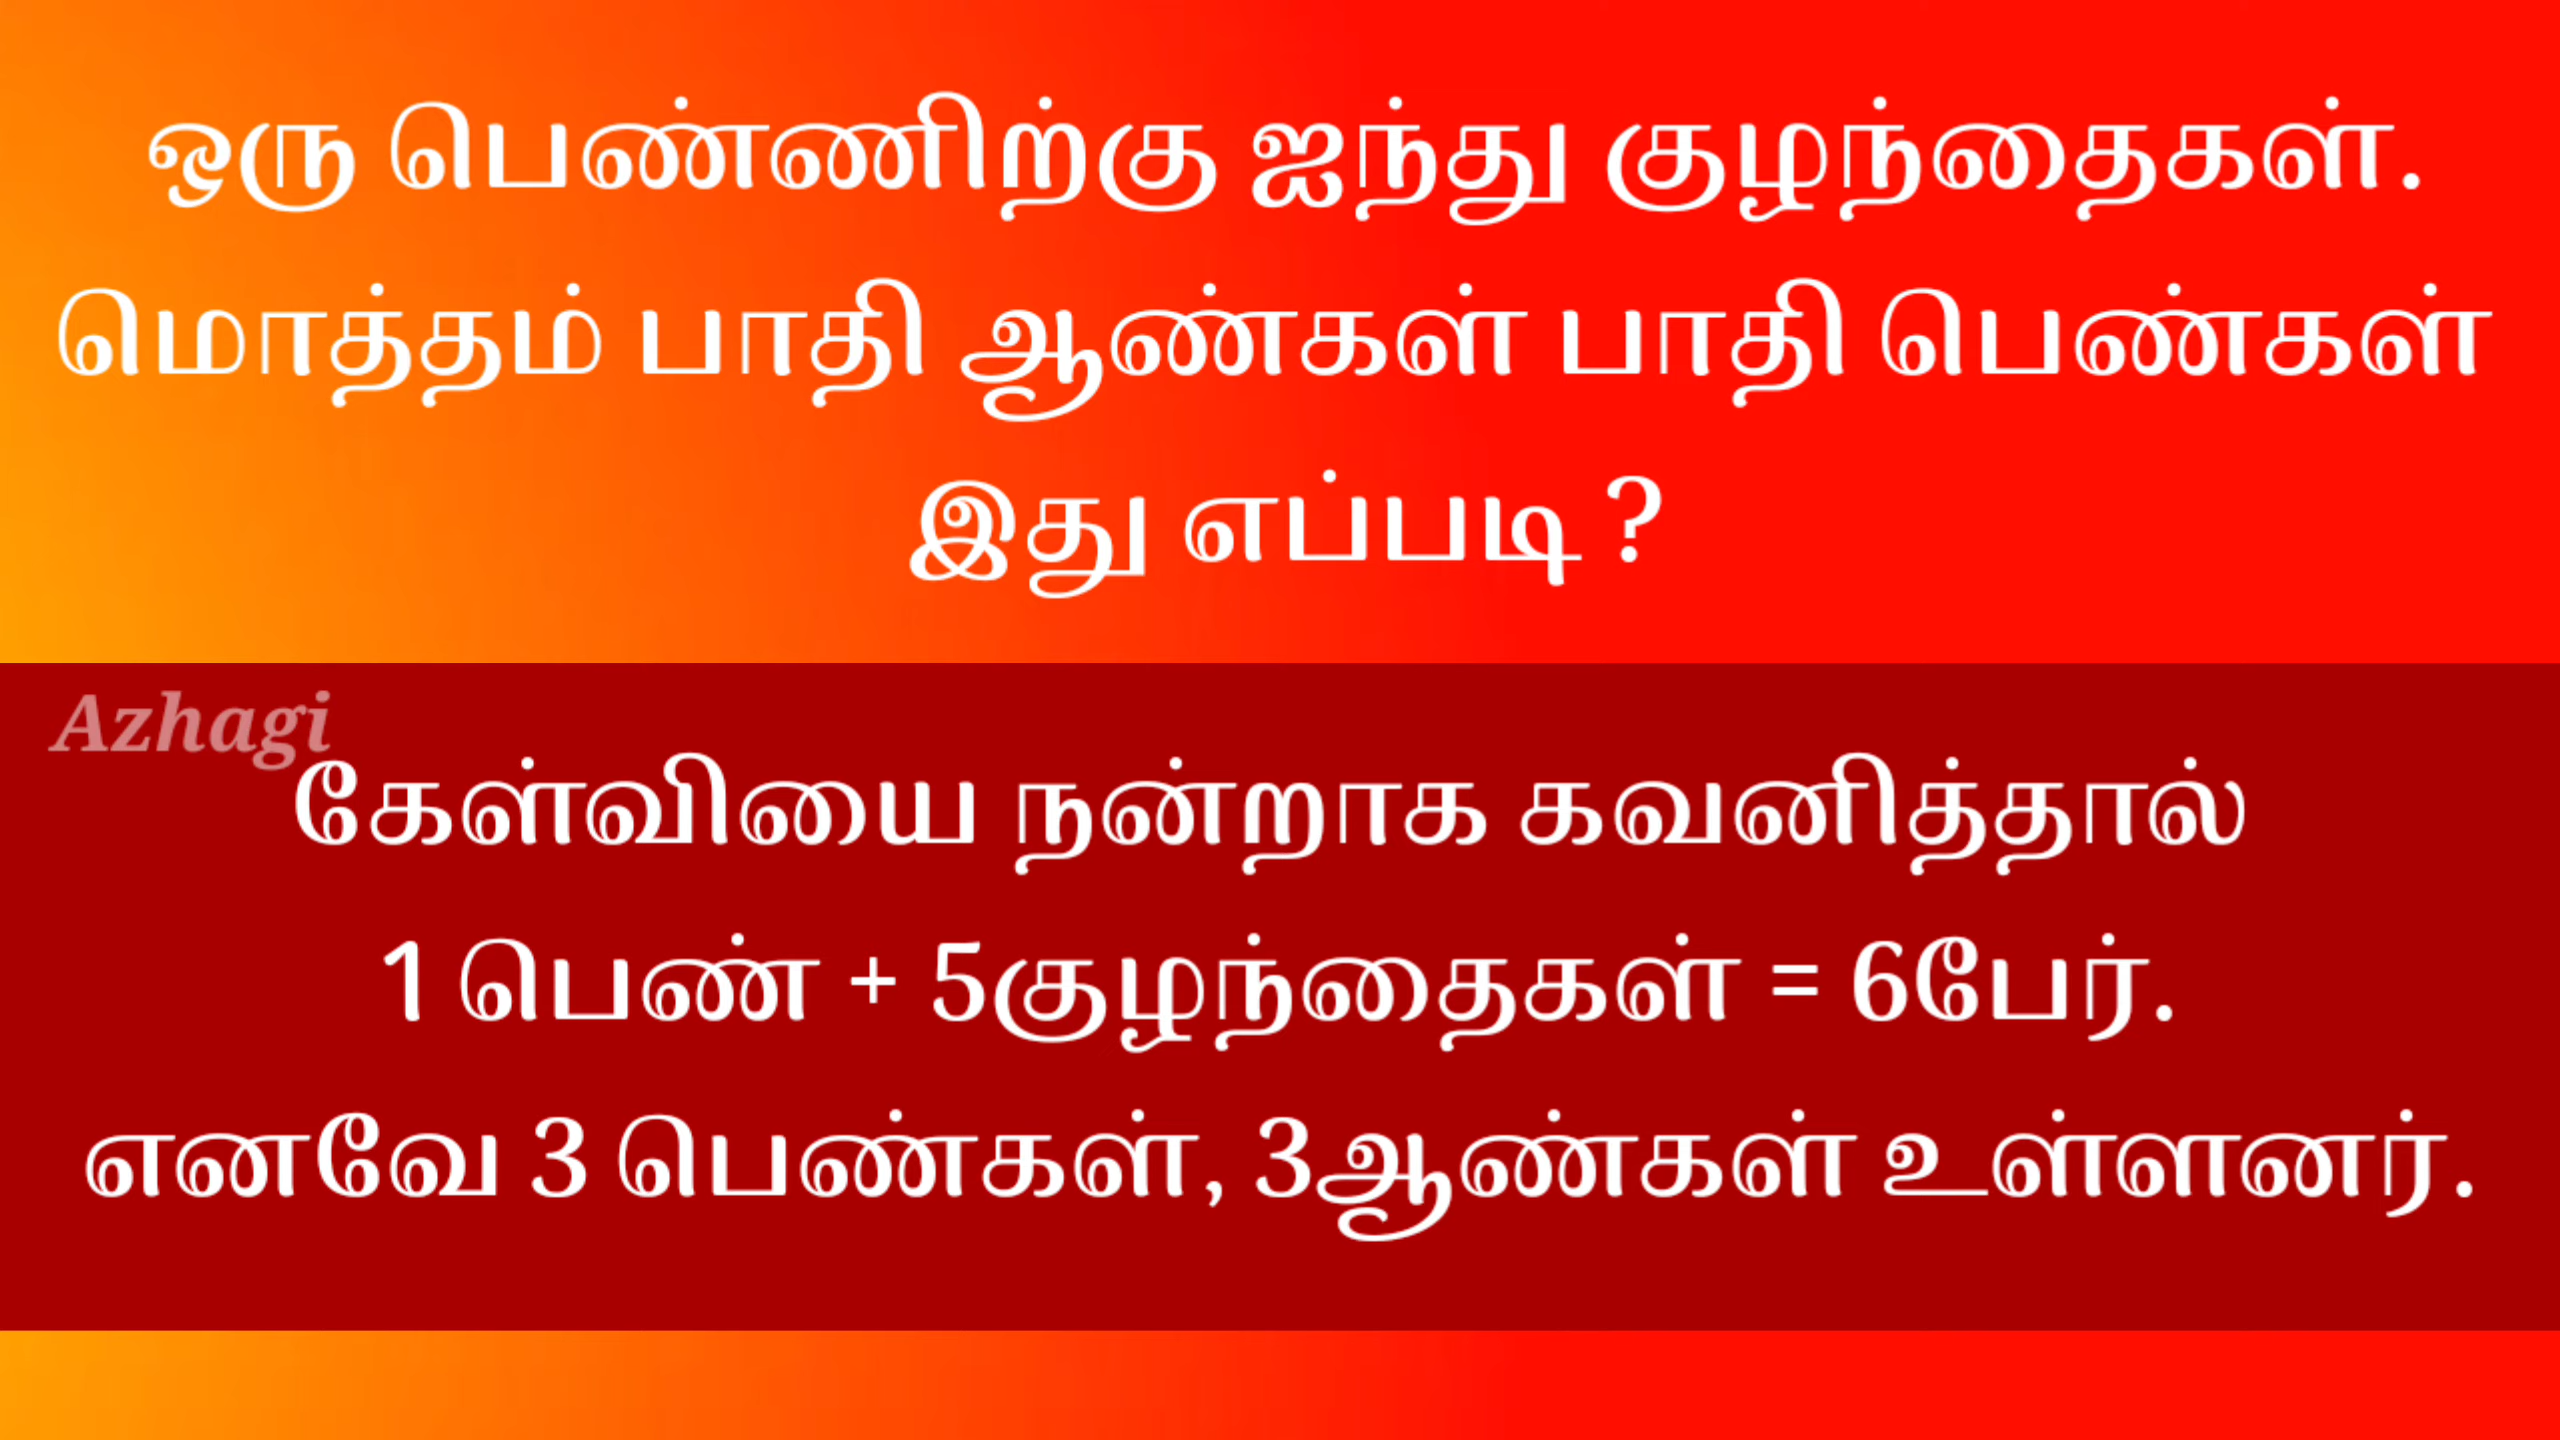 ஒரு பெண்ணிற்கு ஐந்து குழந்தைகள்.
மொத்தம் பாதி ஆண்கள் பாதி பெண்கள்
இது எப்படி ?
Azhagi
கேள்வியை நன்றாக கவனித்தால்
1 பெண் + 5குழந்தைகள் = 6பேர்.
எனவே 3 பெண்கள், 3ஆண்கள் உள்ளனர்.